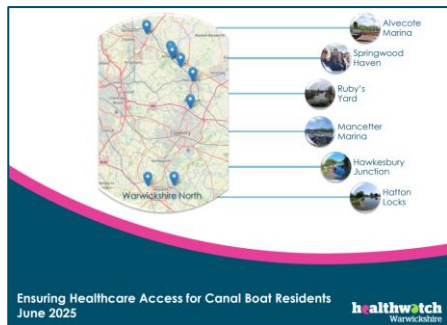 Alvecote
Marina
Springwood
Haven
Ruby's
Yard
Mancetter
Marina
Hawkesbury
Junction
Hatton
Locks
Coventry
Warwickshire North
Ensuring Healthcare Access for Canal Boat Residents
June 2025
healthwatch
Warwickshire